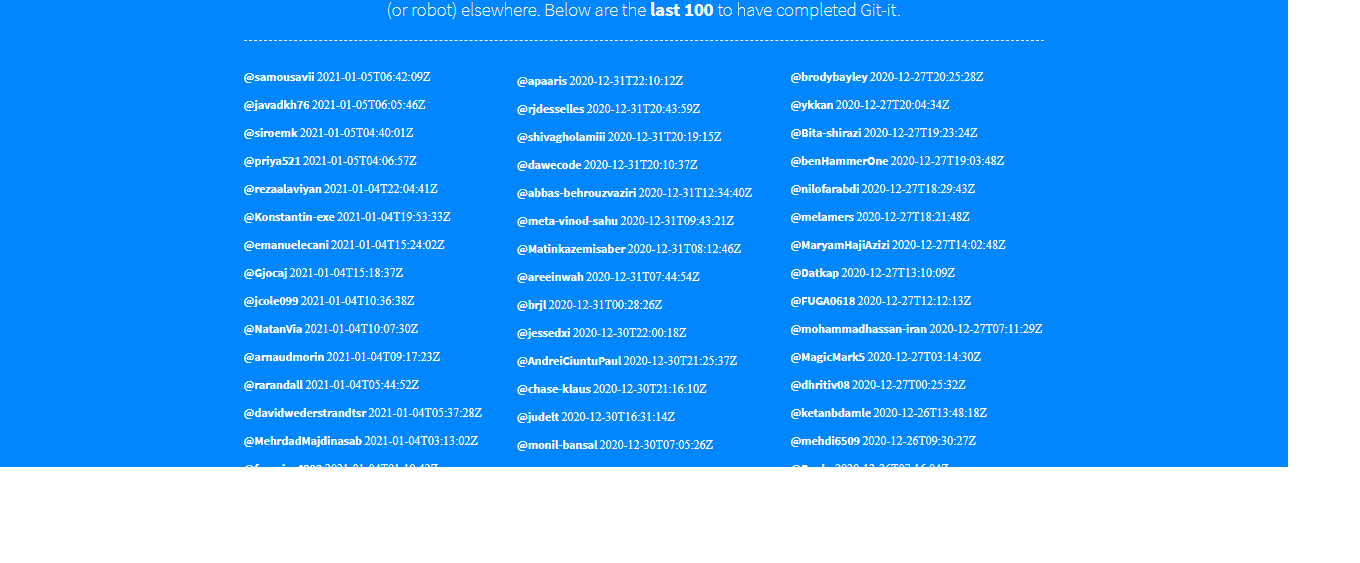 (or robot) elsewhere. Below are the last 100 to have completed Git-it.
@samousavii 2021-01-05T06:42:09Z
@javadkh76 2021-01-05T06:05:46Z
@siroemk 2021-01-05T04:40:01Z
@priya521 2021-01-05T04:06:57Z
@rezaalaviyan 2021-01-04T22:04:41Z
@Konstantin-exe 2021-01-04T19:53:33Z
@emanuelecani 2021-01-04T15:24:02Z
@Gjocaj 2021-01-04T15:18:37Z
@jcole099 2021-01-04T10:36:38Z
@NatanVia 2021-01-04T10:07:30Z
@arnaudmorin 2021-01-04T09:17:23Z
@rarandall 2021-01-04T05:44:52Z
@davidwederstrandtsr 2021-01-04T05:37:28Z
@MehrdadMajdinasab 2021-01-04T03:13:02Z
@apaaris 2020-12-31T22:10:12Z
@rjdesselles 2020-12-31T20:43:59Z
@shivagholamiii 2020-12-31T20:19:15Z
@dawecode 2020-12-31T20:10:37Z
@abbas-behrouzvaziri 2020-12-31T12:34:40Z
@meta-vinod-sahu 2020-12-31T09:43:21Z
@Matinkazemisaber 2020-12-31T08:12:46Z
@areeinwah 2020-12-31T07:44:54Z
@brjl 2020-12-31T00:28:26Z
@jessedxi 2020-12-30T22:00:18Z
@AndreiCiuntuPaul 2020-12-30T21:25:37Z
@chase-klaus 2020-12-30T21:16:10Z
@judelt 2020-12-30T16:31:14Z
@monil-bansal 2020-12-30T07:05:26Z
@brodybayley 2020-12-27T20:25:28Z
@ykkan 2020-12-27T20:04:34Z
@Bita-shirazi 2020-12-27T19:23:24Z
@benHammerOne 2020-12-27T19:03:48Z
@nilofarabdi 2020-12-27T18:29:43Z
@melamers 2020-12-27T18:21:48Z
@MaryamHajiAzizi 2020-12-27T14:02:48Z
@Datkap 2020-12-27T13:10:09Z
@FUGA0618 2020-12-27T12:12:13Z
@mohammadhassan-iran 2020-12-27T07:11:29Z
@MagicMark5 2020-12-27T03:14:30Z
@dhritiv08 2020-12-27T00:25:32Z
@ketanbdamle 2020-12-26T13:48:18Z
@mehdi6509 2020-12-26T09:30:27Z